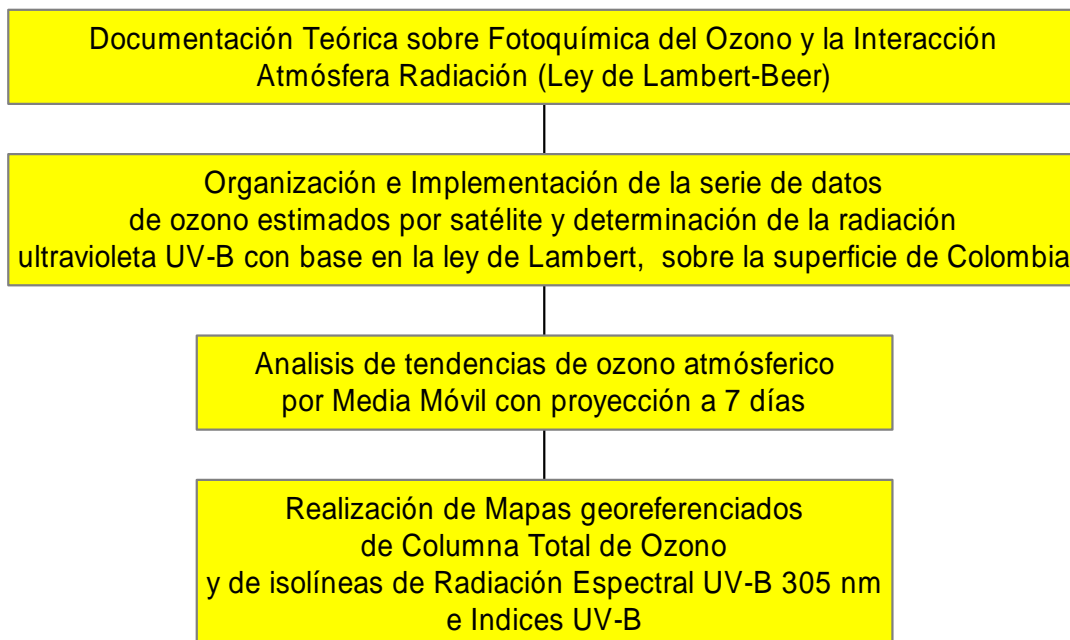 Documentación Teórica sobre Fotoquímica del Ozono y la Interacción
Atmósfera Radiación (Ley de Lambert-Beer)
Organización e Implementación de la serie de datos
de ozono estimados por satélite y determinación de la radiación
ultravioleta UV-B con base en la ley de Lambert, sobre la superficie de Colombia
Analisis de tendencias de ozono atmósferico
por Media Móvil con proyección a 7 días
Realización de Mapas georeferenciados
de Columna Total de Ozono
y de isolíneas de Radiación Espectral UV-B 305 nm
e Indices UV-B